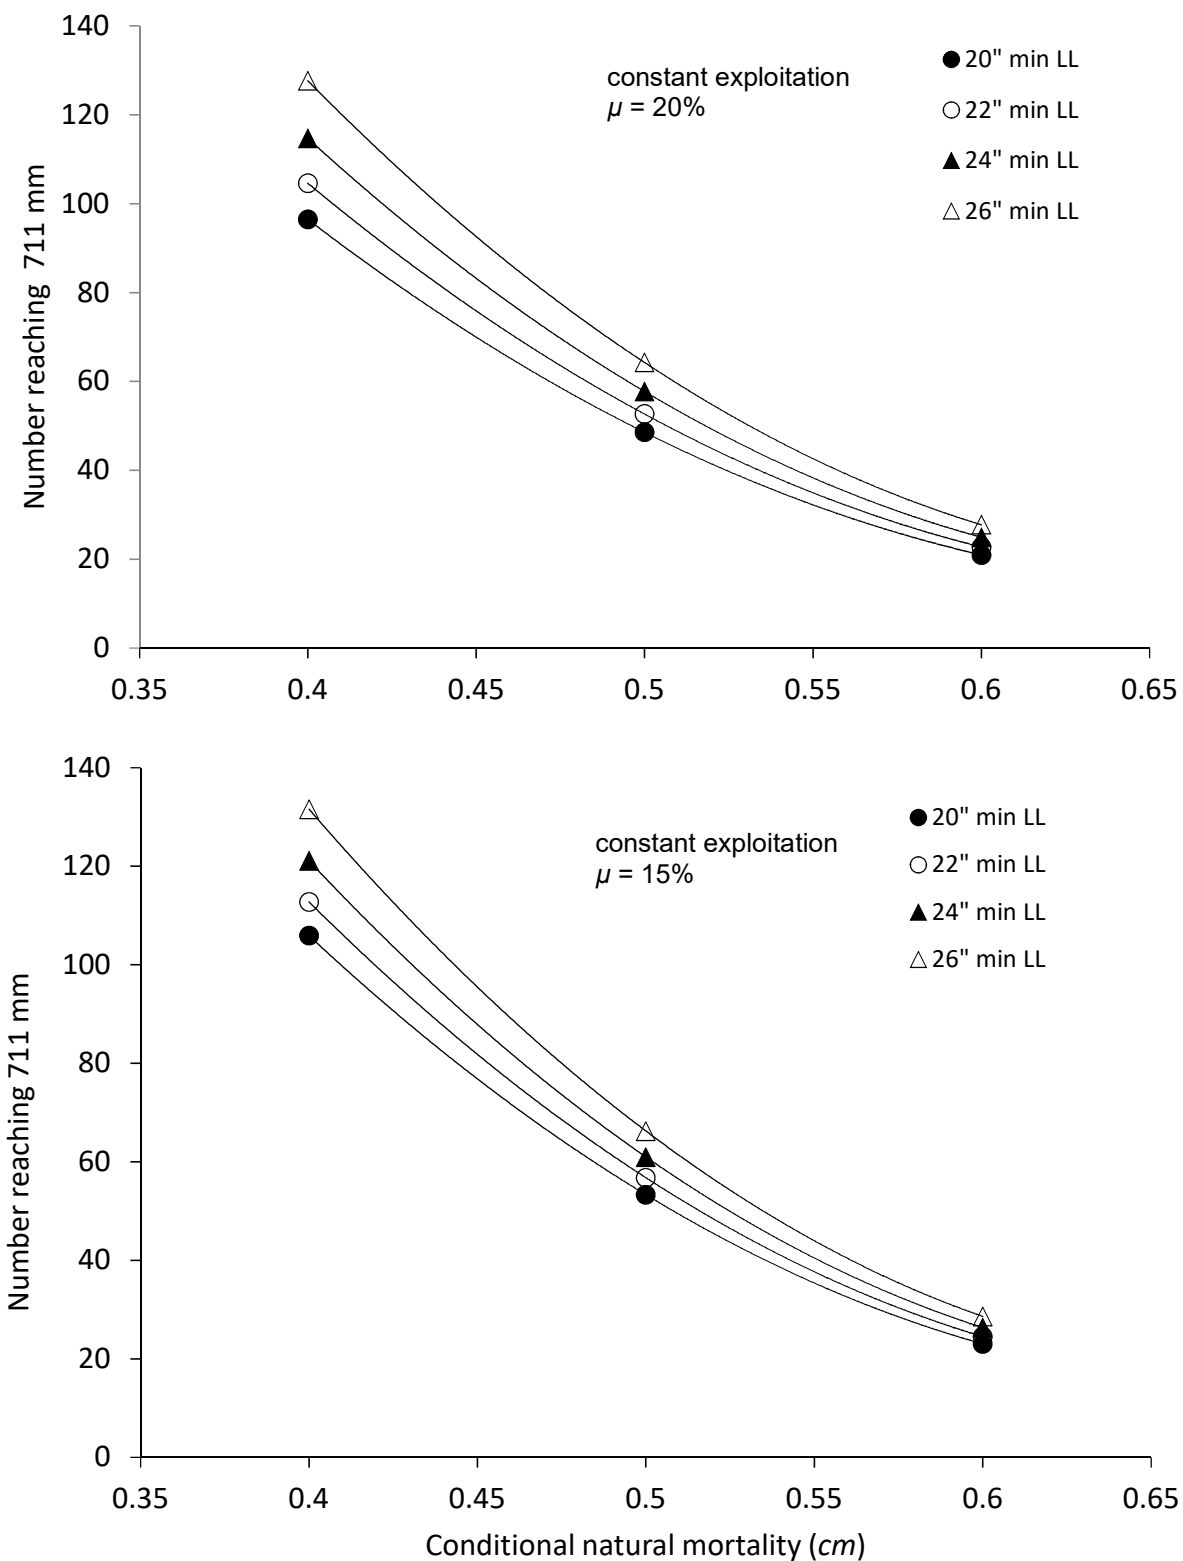 140
120
100
80
60
40
20
0
Number reaching 711 mm
constant exploitation
μ = 20%
20" min LL
22" min LL
24" min LL
26" min LL
0.35 0.4 0.45 0.5 0.55 0.6 0.65
140
120
100
80
60
40
20
0
Number reaching 711 mm
constant exploitation
μ = 15%
20" min LL
22" min LL
24" min LL
26" min LL
0.35 0.4 0.45 0.5 0.55 0.6 0.65
Conditional natural mortality (cm)